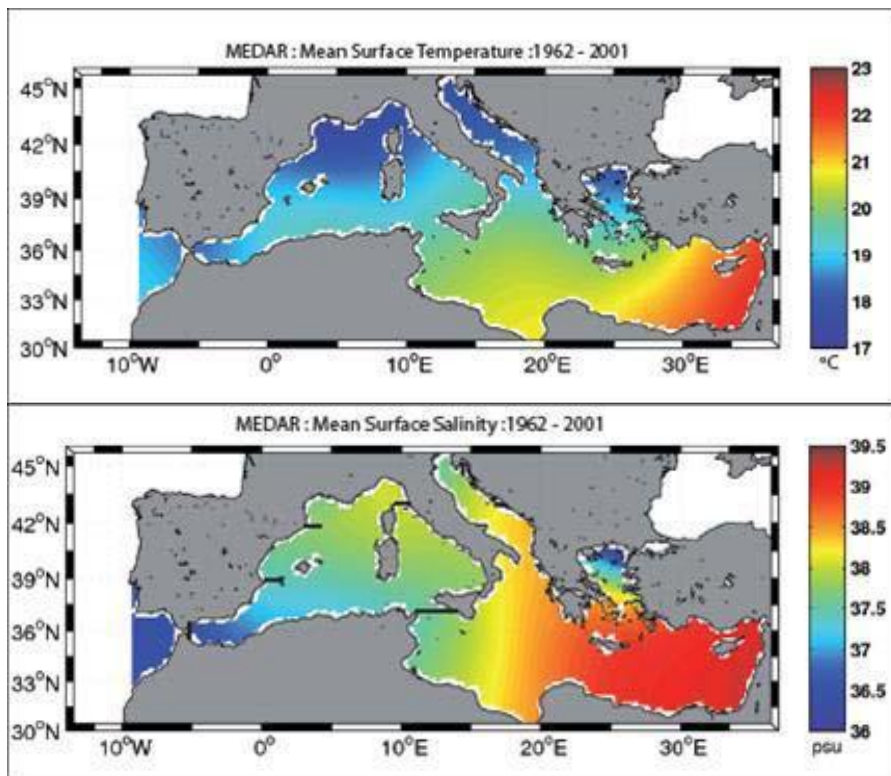 MEDAR : Mean Surface Temperature :1962 - 2001
45°N
42°N
39°N
36°N
33°N
30°N
10°W
0°
10°E
20°E
30°E
23
22
21
20
19
18
17
°C
MEDAR : Mean Surface Salinity :1962 - 2001
45°N
42°N
39°N
36°N
33°N
30°N
10°W
0°
10°E
20°E
30°E
39.5
39
38.5
38
37.5
37
36.5
36
psu